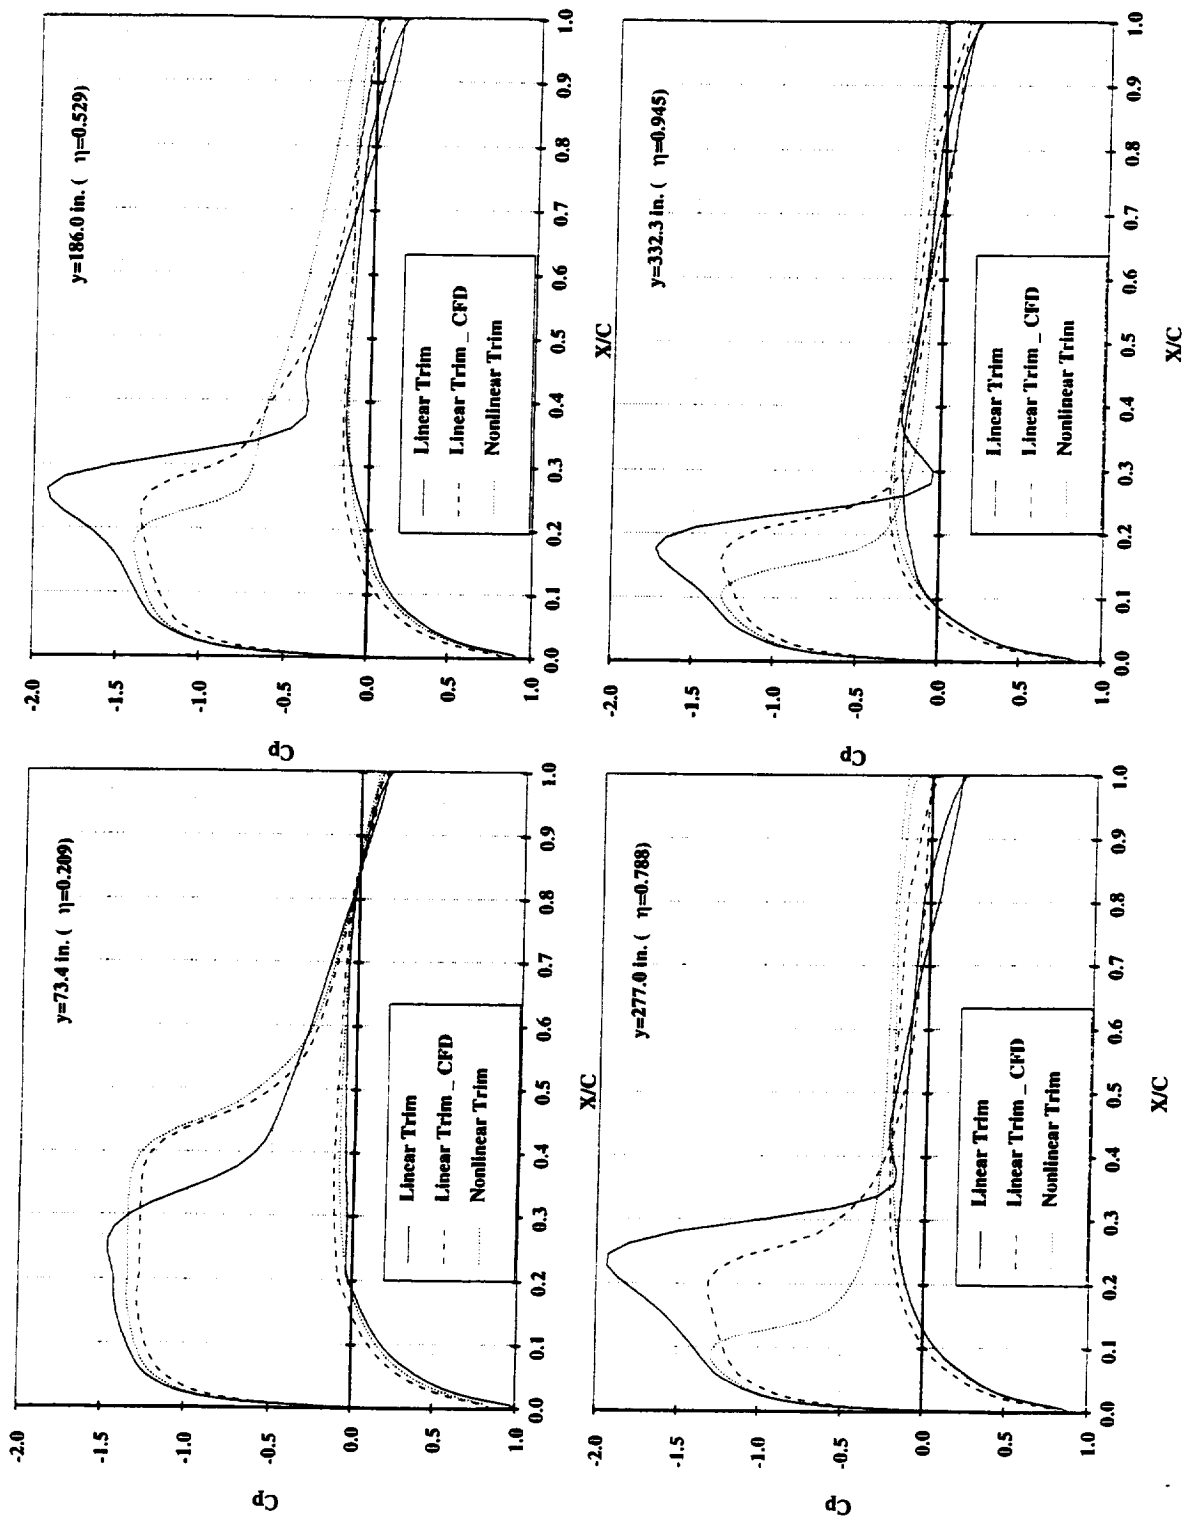 y=73.4 in. ( η=0.209)
-2.0
-1.5
-1.0
-0.5
0.0
0.5
1.0
Cp
Linear Trim
Linear Trim_CFD
Nonlinear Trim
0.0 0.1 0.2 0.3 0.4 0.5 0.6 0.7 0.8 0.9 1.0
X/C
y=186.0 in. ( η=0.529)
-2.0
-1.5
-1.0
-0.5
0.0
0.5
1.0
Cp
Linear Trim
Linear Trim_CFD
Nonlinear Trim
0.0 0.1 0.2 0.3 0.4 0.5 0.6 0.7 0.8 0.9 1.0
X/C
y=277.0 in. ( η=0.788)
-2.0
-1.5
-1.0
-0.5
0.0
0.5
1.0
Cp
Linear Trim
Linear Trim_CFD
Nonlinear Trim
0.0 0.1 0.2 0.3 0.4 0.5 0.6 0.7 0.8 0.9 1.0
X/C
y=332.3 in. ( η=0.945)
-2.0
-1.5
-1.0
-0.5
0.0
0.5
1.0
Cp
Linear Trim
Linear Trim_CFD
Nonlinear Trim
0.0 0.1 0.2 0.3 0.4 0.5 0.6 0.7 0.8 0.9 1.0
X/C